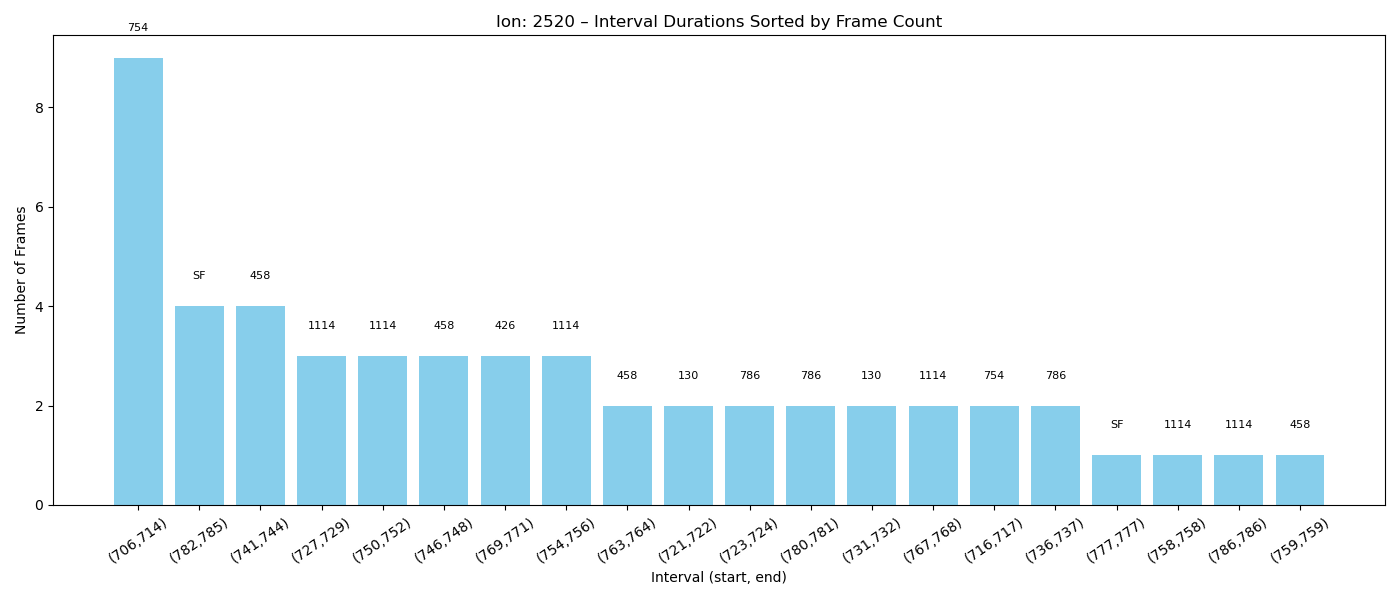 Ion: 2520 – Interval Durations Sorted by Frame Count
754
SF 458
1114 1114 458 426 1114
458 130 786 786 130 1114 754 786
SF 1114 1114 458
Number of Frames
8
6
4
2
0
(706,714) (782,785) (741,744) (727,729) (750,752) (746,748) (769,771) (754,756) (763,764) (721,722) (723,724) (780,781) (731,732) (767,768) (716,717) (736,737) (777,777) (758,758) (786,786) (759,759)
Interval (start, end)